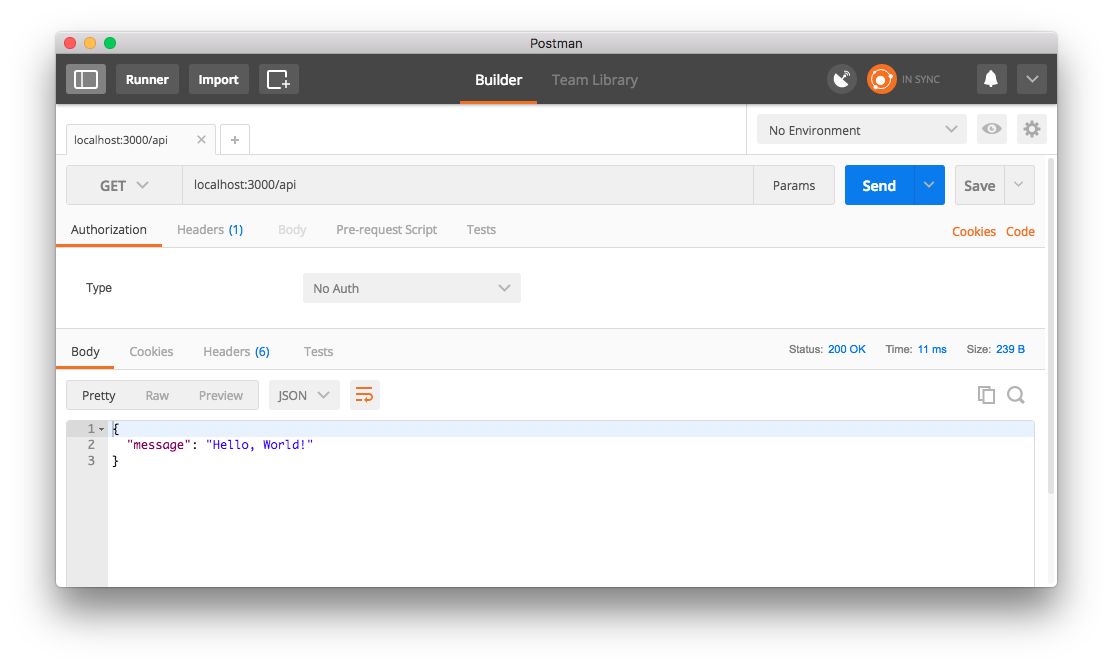 Postman
Runner Import Builder Team Library IN SYNC
localhost:3000/api × + No Environment
GET localhost:3000/api Params Send Save
Authorization Headers (1) Body Pre-request Script Tests Cookies Code
Type No Auth
Body Cookies Headers (6) Tests Status: 200 OK Time: 11 ms Size: 239 B
Pretty Raw Preview JSON
1 {
2 "message": "Hello, World!"
3 }